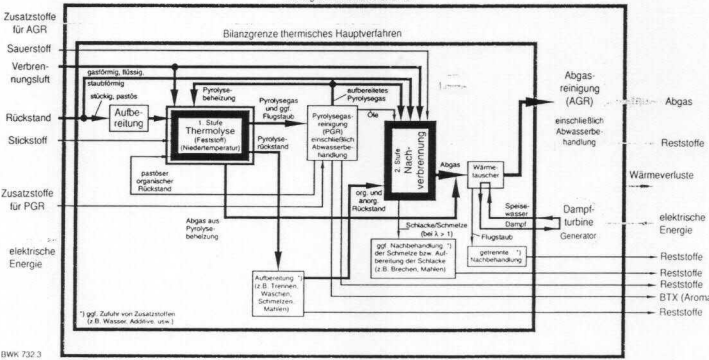 Zusatzstoffe
für AGR
Sauerstoff
Verbren-
nungsluft
Rückstand
Stickstoff
Zusatzstoffe
für PGR
elektrische
Energie
Bilanzgrenze thermisches Hauptverfahren
gasförmig, flüssig,
staubförmig
stückig, pastös
Aufbe-
reitung
1. Stufe
Thermolyse
(Feststoff)
(Niedertemperatur)
Pyrolyse-
beheizung
Pyrolysegas
und ggf.
Flugstaub
Pyrolyse-
rückstand
pastöser
organischer
Rückstand
Abgas aus
Pyrolyse-
beheizung
aufbereitetes
Pyrolysegas
Öle
Pyrolysegas-
reinigung
(PGR)
einschließlich
Abwasserbe-
handlung
2. Stufe
Nach-
verbrennung
org. und
anorg.
Rückstand
Abgas
Wärme-
tauscher
Schlacke/Schmelze
(bei λ > 1)
Speise-
wasser
Dampf
Flugstaub
ggf. Nachbehandlung *)
der Schmelze bzw. Auf-
bereitung der Schlacke
(z.B. Brechen, Mahlen)
getrennte *)
Nachbehandlung
Aufbereitung *)
(z.B. Trennen,
Waschen,
Schmelzen,
Mahlen)
*) ggf. Zufuhr von Zusatzstoffen
(z.B. Wasser, Additive, usw.)
Abgas-
reinigung
(AGR)
einschließlich
Abwasserbe-
handlung
Dampf-
turbine
Generator
Abgas
Reststoffe
Wärmeverluste
elektrische
Energie
Reststoffe
Reststoffe
Reststoffe
BTX (Aroma
Reststoffe
BWK 732.3